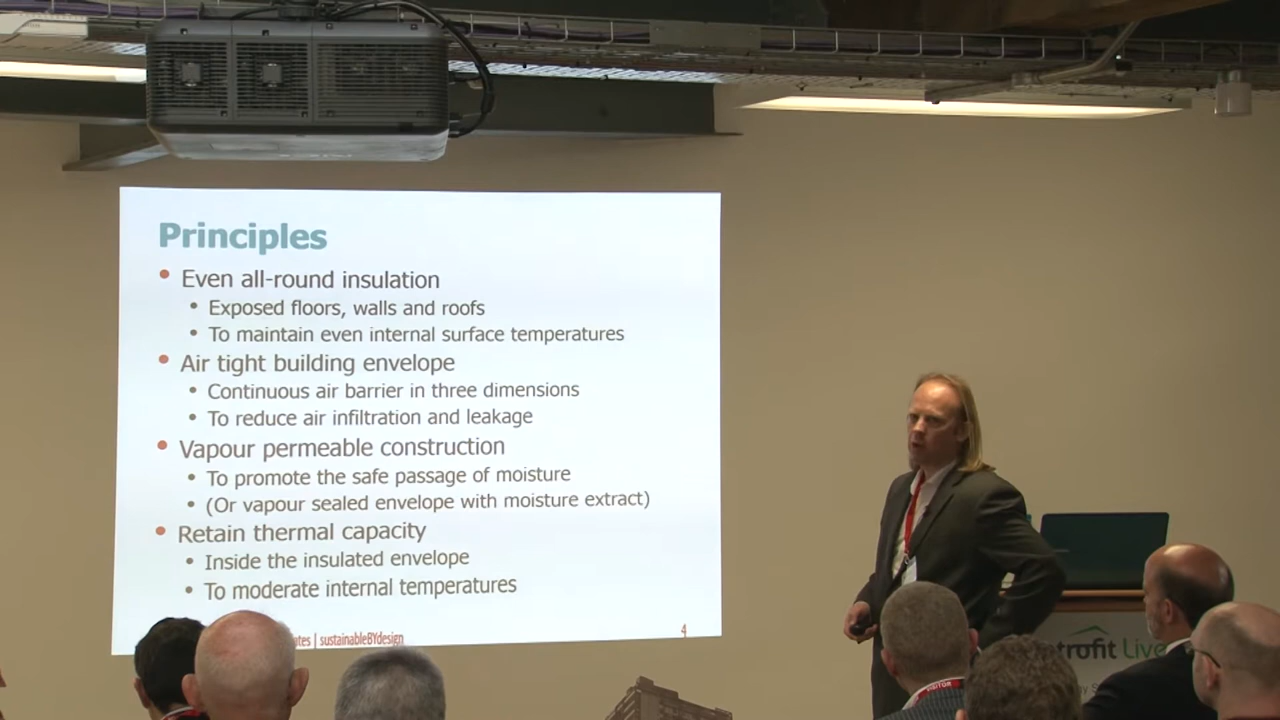 Principles
• Even all-round insulation
• Exposed floors, walls and roofs
• To maintain even internal surface temperatures
• Air tight building envelope
• Continuous air barrier in three dimensions
• To reduce air infiltration and leakage
• Vapour permeable construction
• To promote the safe passage of moisture
• (Or vapour sealed envelope with moisture extract)
• Retain thermal capacity
• Inside the insulated envelope
• To moderate internal temperatures
| sustainableBYdesign
4
Live
VISITOR